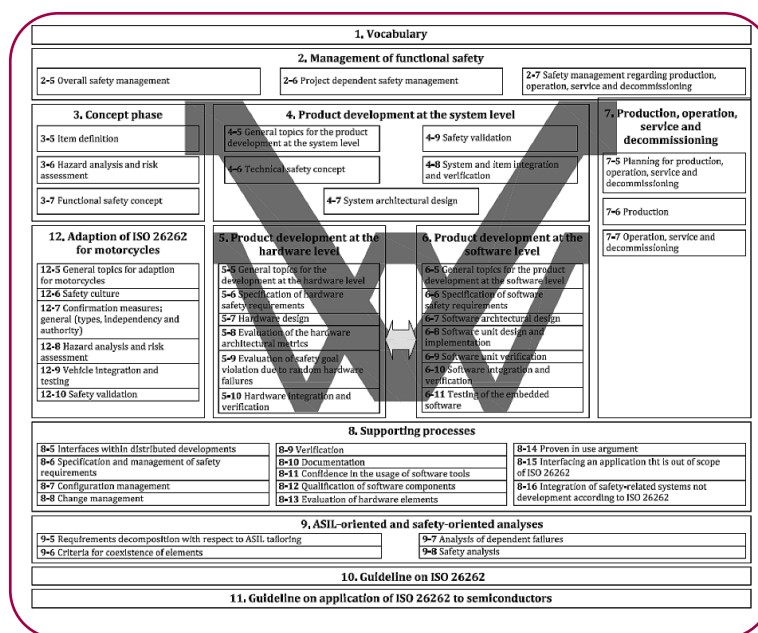 1. Vocabulary
2. Management of functional safety
2-5 Overall safety management
2-6 Project dependent safety management
2-7 Safety management regarding production,
operation, service and decommissioning
3. Concept phase
3-5 Item definition
3-6 Hazard analysis and risk
assessment
3-7 Functional safety concept
4. Product development at the system level
4-5 General topics for the product
development at the system level
4-6 Technical safety concept
4-9 Safety validation
4-8 System and item integration
and verification
4-7 System architectural design
7. Production, operation,
service and
decommissioning
7-5 Planning for production,
operation, service and
decommissioning
7-6 Production
7-7 Operation, service and
decommissioning
12. Adaption of ISO 26262
for motorcycles
12-5 General topics for adaption
for motorcycles
12-6 Safety culture
12-7 Confirmation measures;
general (types, independency and
authority)
12-8 Hazard analysis and risk
assessment
12-9 Vehicle integration and
testing
12-10 Safety validation
5. Product development at the
hardware level
5-5 General topics for the
development at the hardware level
5-6 Specification of hardware
safety requirements
5-7 Hardware design
5-8 Evaluation of the hardware
architectural metrics
5-9 Evaluation of safety goal
violation due to random hardware
failures
5-10 Hardware integration and
verification
6. Product development at the
software level
6-5 General topics for the product
development at the software level
6-6 Specification of software
safety requirements
6-7 Software archtectural design
6-8 Software unit design and
implementation
6-9 Software unit verification
6-10 Software integration and
verification
6-11 Testing of the embedded
software
8. Supporting processes
8-5 Interfaces within distributed developments
8-6 Specification and management of safety
requirements
8-7 Configuration management
8-8 Change management
8-9 Verification
8-10 Documentation
8-11 Confidence in the usage of software tools
8-12 Qualification of software components
8-13 Evaluation of hardware elements
8-14 Proven in use argument
8-15 Interfacing an application tht is out of scope
of ISO 26262
8-16 Integration of safety-related systems not
development according to ISO 26262
9. ASIL-oriented and safety-oriented analyses
9-5 Requirements decomposition with respect to ASIL tailoring
9-6 Criteria for coexistence of elements
9-7 Analysis of dependent failures
9-8 Safety analysis
10. Guideline on ISO 26262
11. Guideline on application of ISO 26262 to semiconductors